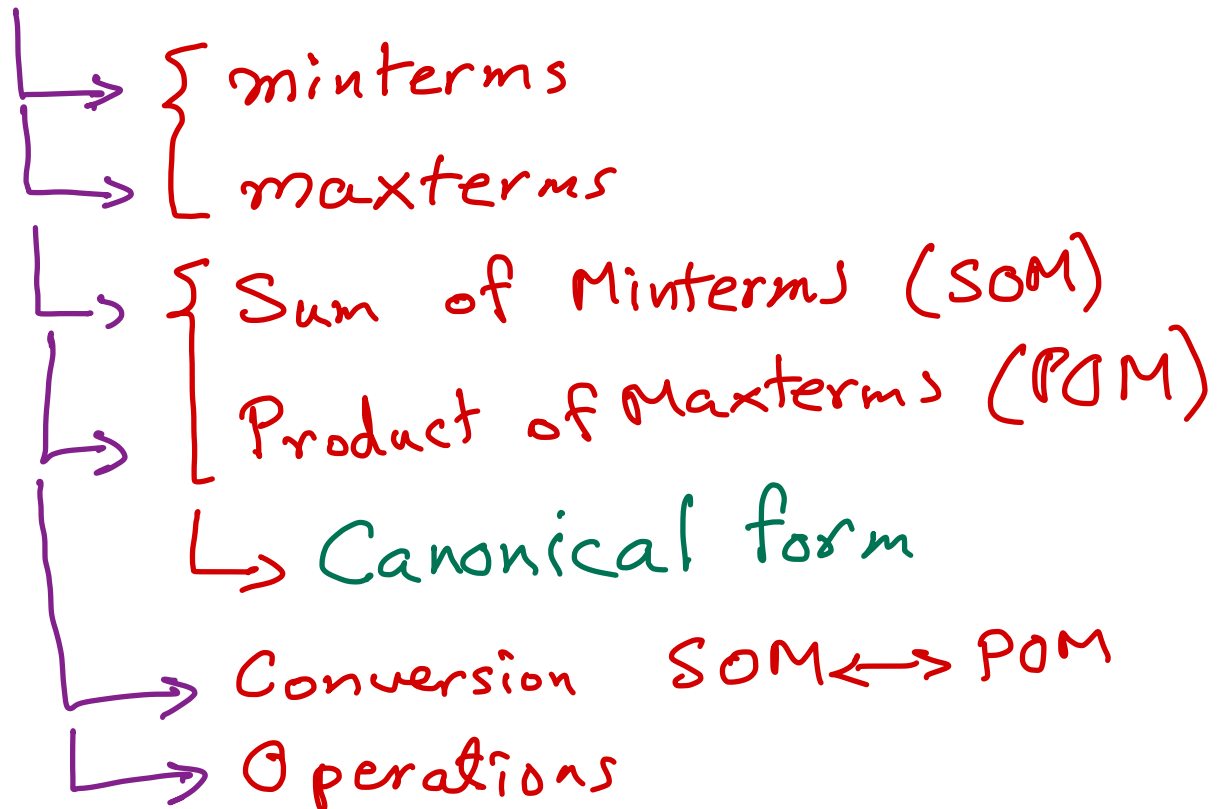 minterms
maxterms
Sum of Minterms (SOM)
Product of Maxterms (POM)
Canonical form
Conversion SOM ↔ POM
Operations